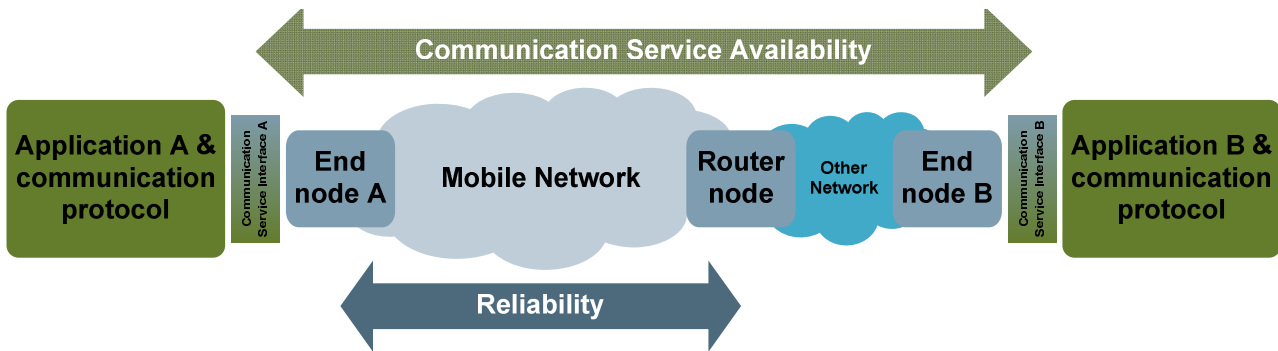 Communication Service Availability
Application A &
communication
protocol
Communication
Service Interface A
End
node A
Mobile Network
Router
node
Other
Network
End
node B
Communication
Service Interface B
Application B &
communication
protocol
Reliability